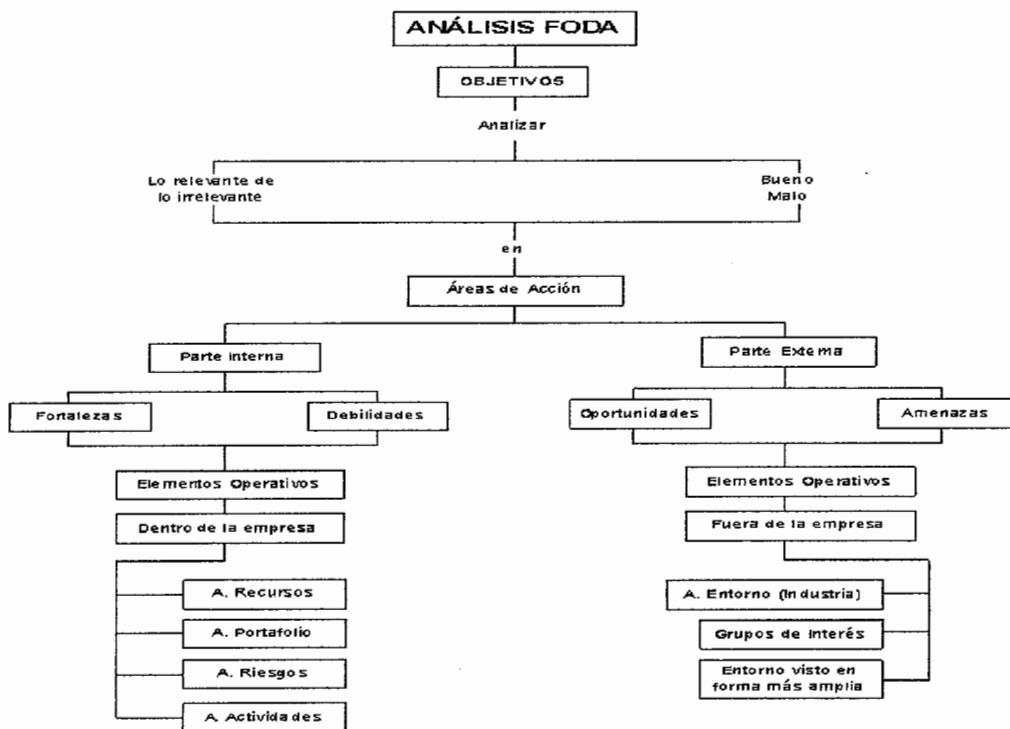 ANÁLISIS FODA
OBJETIVOS
Analizar
Lo relevante de
lo irrelevante
Bueno
Malo
en
Áreas de Acción
Parte Interna
Parte Externa
Fortalezas
Debilidades
Oportunidades
Amenazas
Elementos Operativos
Elementos Operativos
Dentro de la empresa
Fuera de la empresa
A. Recursos
A. Portafolio
A. Riesgos
A. Actividades
A. Entorno (Industria)
Grupos de Interés
Entorno visto en
forma más amplia